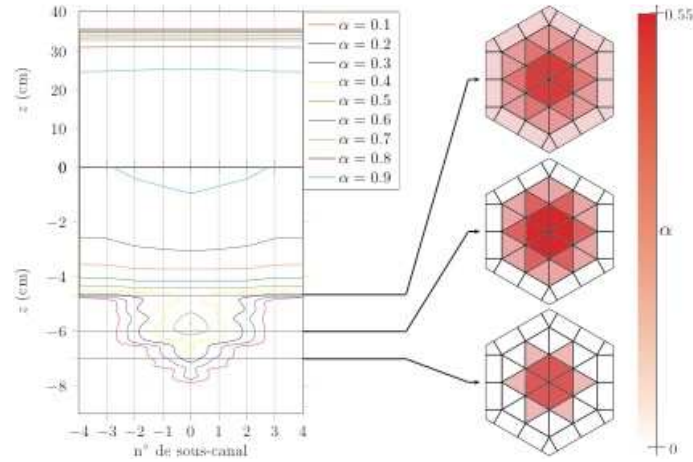 40
30
20
10
0
z (cm)
−2
−4
−6
−8
z (cm)
−4 −3 −2 −1 0 1 2 3 4
n° de sous-canal
α = 0.1
α = 0.2
α = 0.3
α = 0.4
α = 0.5
α = 0.6
α = 0.7
α = 0.8
α = 0.9
0.55
α
0